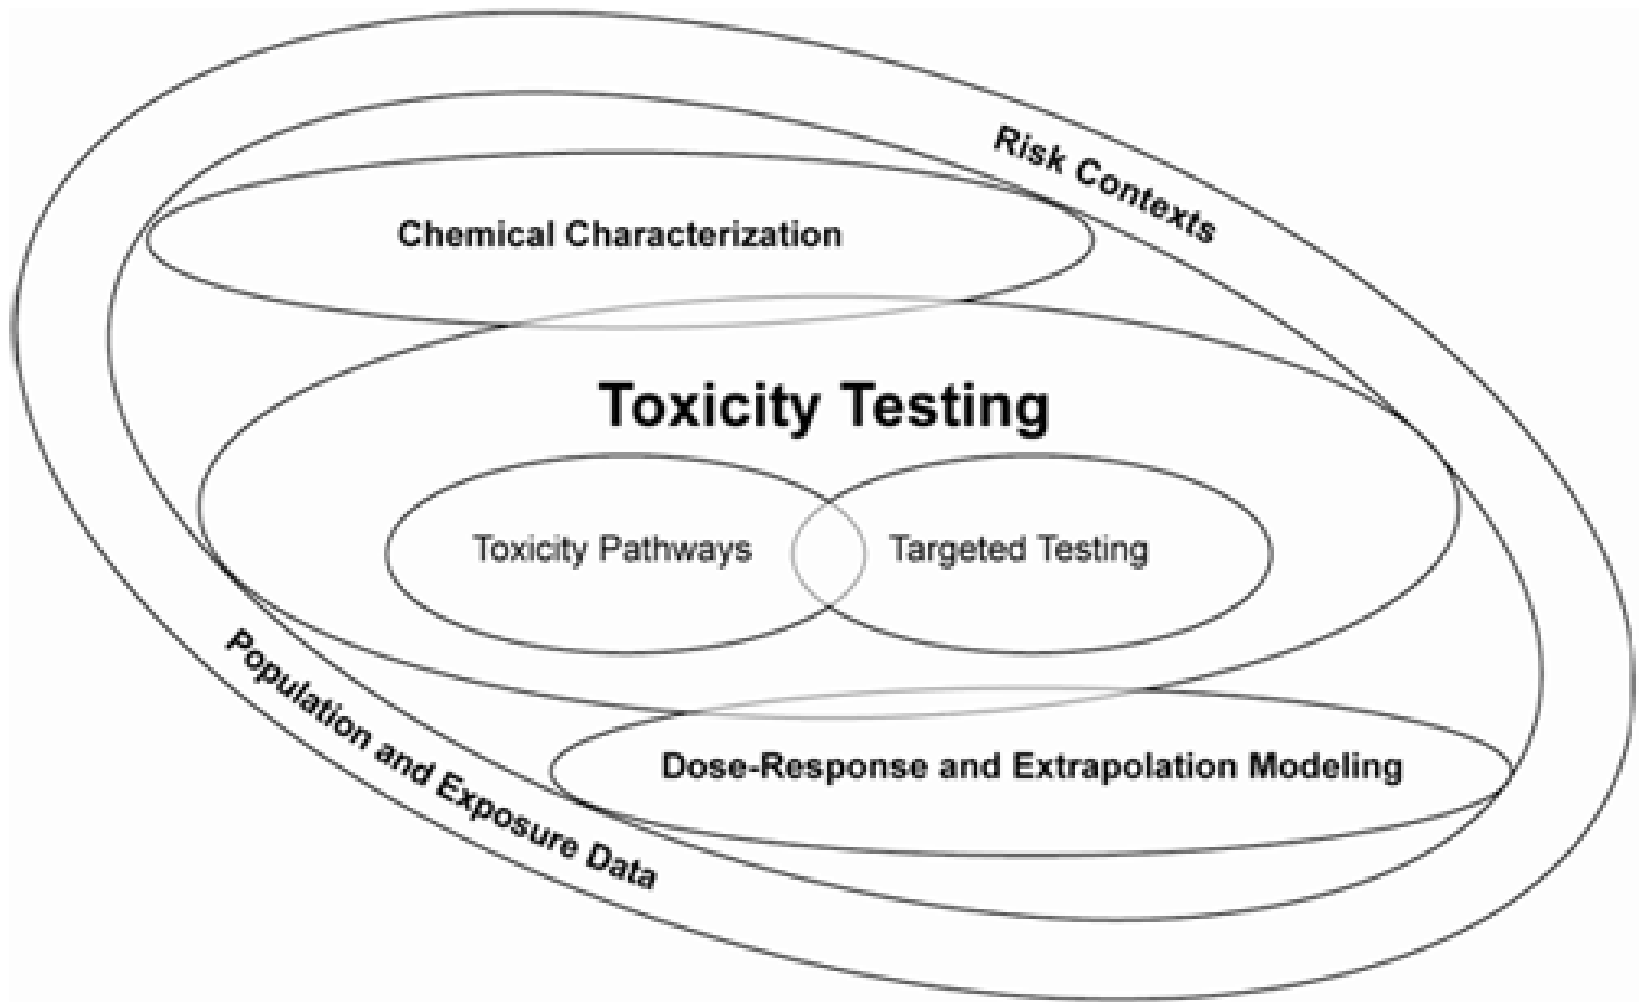 Risk Contexts
Chemical Characterization
Toxicity Testing
Toxicity Pathways
Targeted Testing
Population and Exposure Data
Dose-Response and Extrapolation Modeling